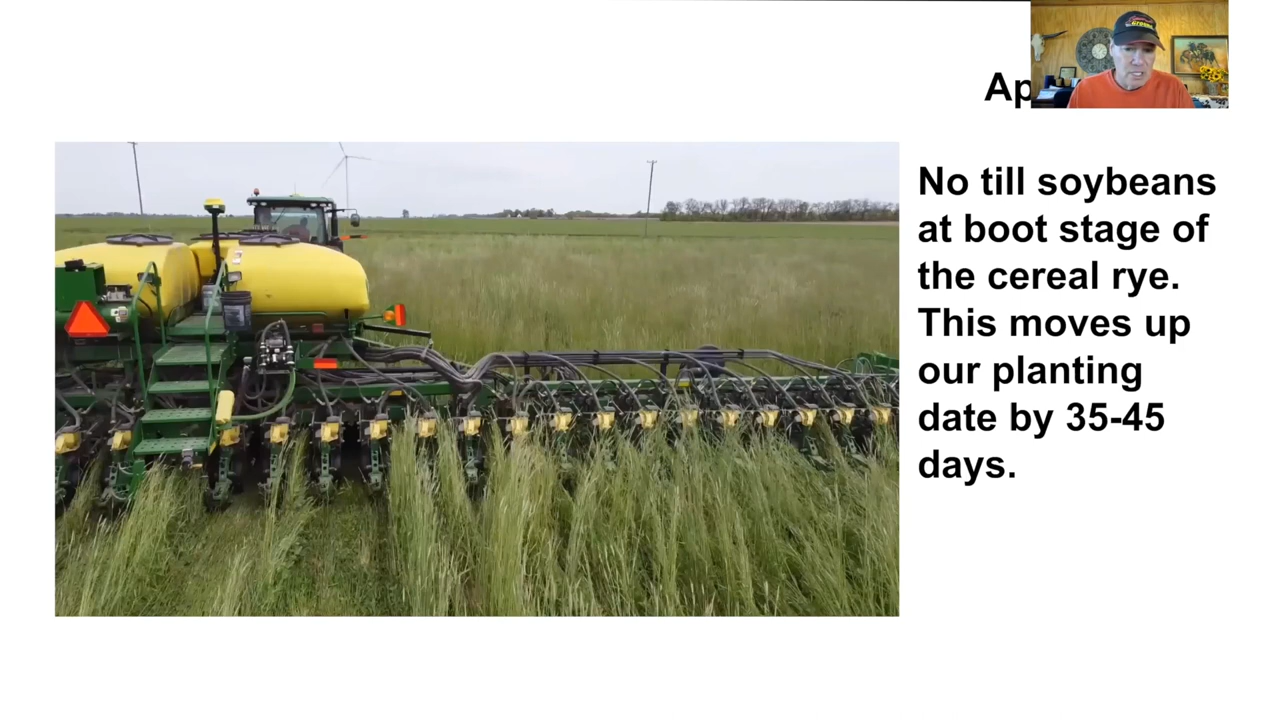 No till soybeans
at boot stage of
the cereal rye.
This moves up
our planting
date by 35-45
days.